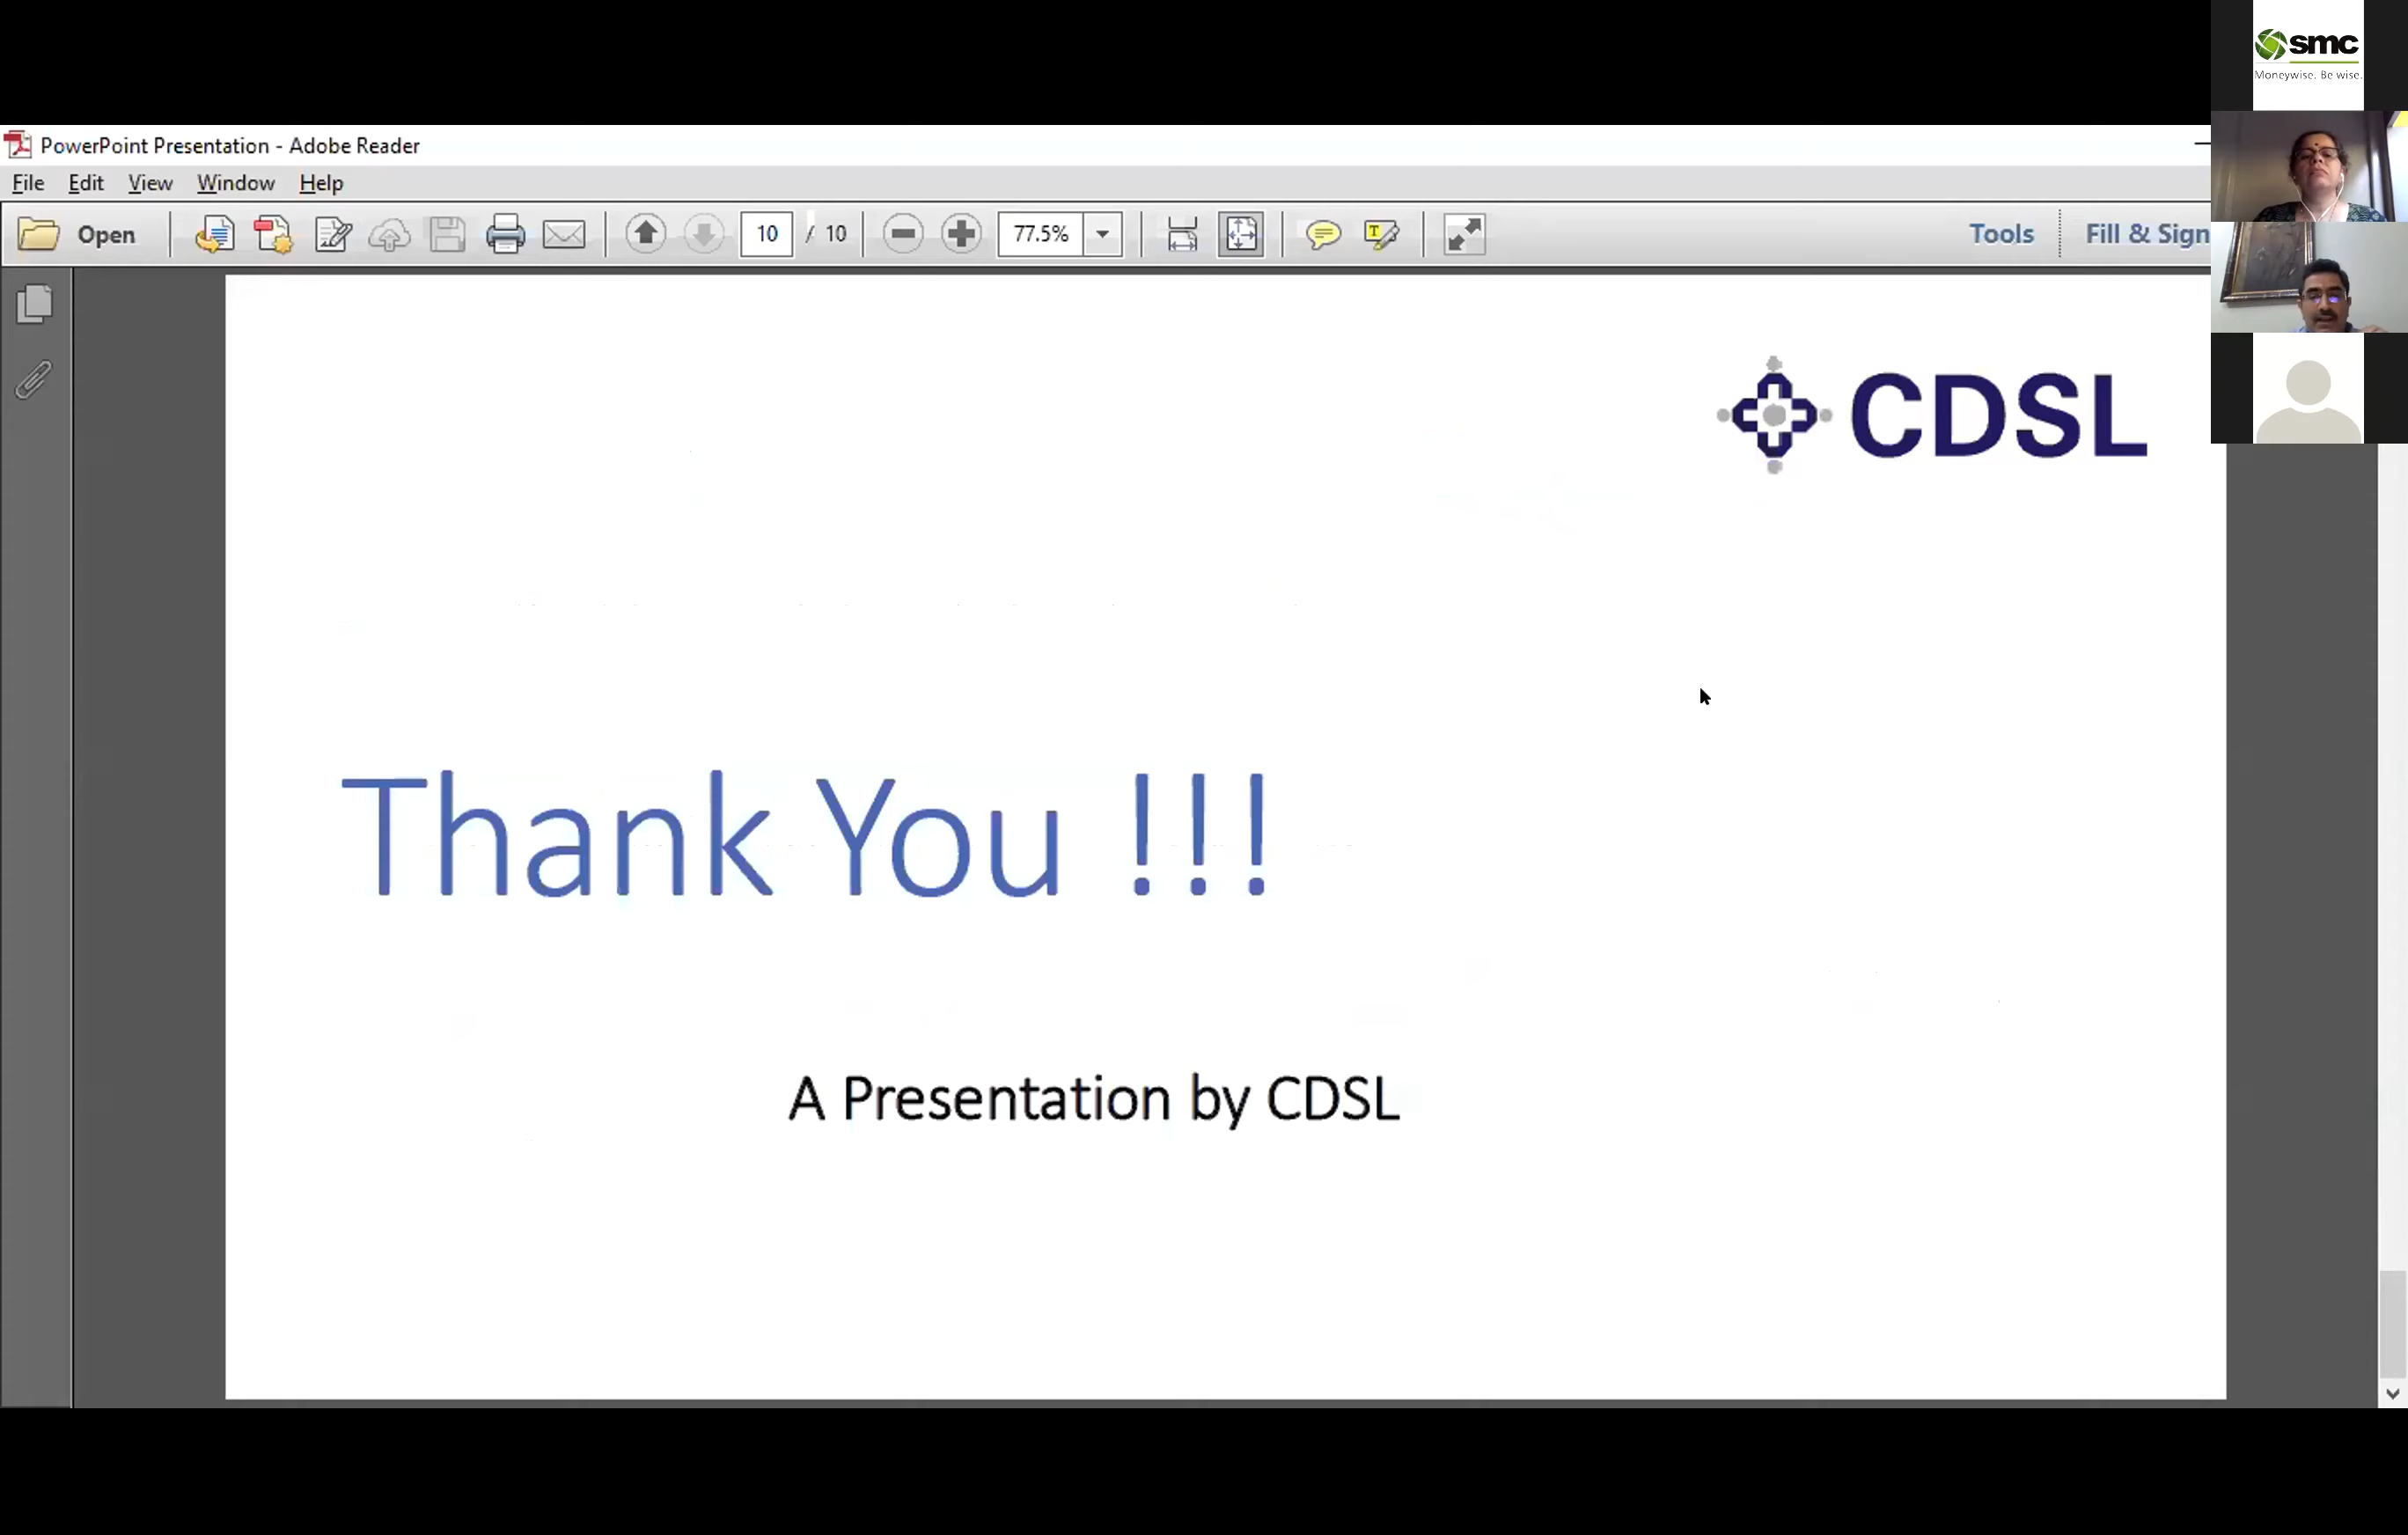 smc
Moneywise. Be wise.
PowerPoint Presentation - Adobe Reader
File Edit View Window Help
Open 10 / 10 77.5% Tools Fill & Sign
CDSL
Thank You !!!
A Presentation by CDSL